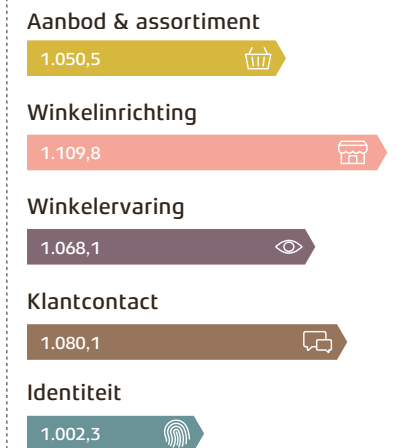 Aanbod & assortiment
1.050,5
Winkelinrichting
1.109,8
Winkelervaring
1.068,1
Klantcontact
1.080,1
Identiteit
1.002,3